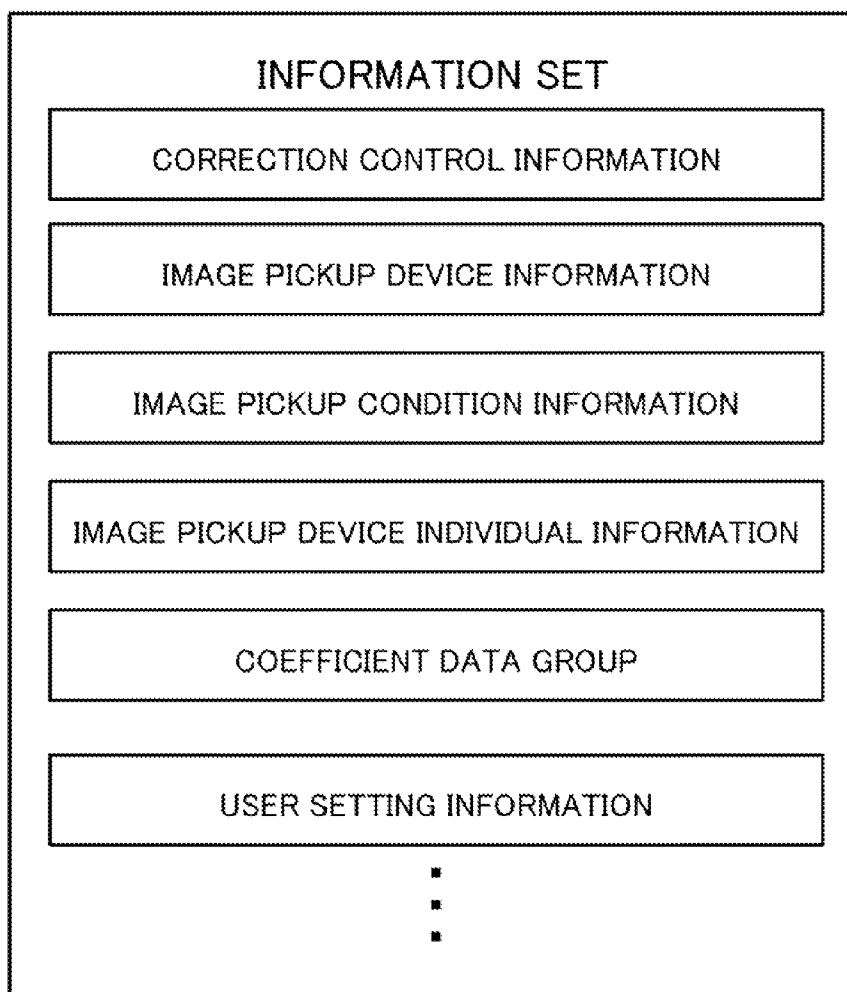 INFORMATION SET
CORRECTION CONTROL INFORMATION
IMAGE PICKUP DEVICE INFORMATION
IMAGE PICKUP CONDITION INFORMATION
IMAGE PICKUP DEVICE INDIVIDUAL INFORMATION
COEFFICIENT DATA GROUP
USER SETTING INFORMATION